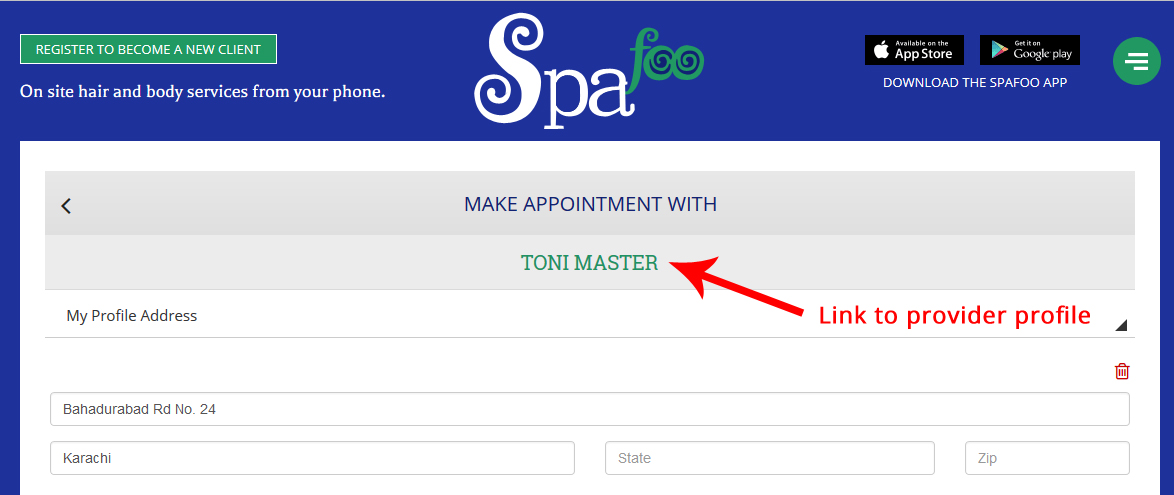 REGISTER TO BECOME A NEW CLIENT
On site hair and body services from your phone.
Spafoo
Available on the
App Store
Get it on
Google play
DOWNLOAD THE SPAFOO APP
MAKE APPOINTMENT WITH
TONI MASTER
Link to provider profile
My Profile Address
Bahadurabad Rd No. 24
Karachi State Zip